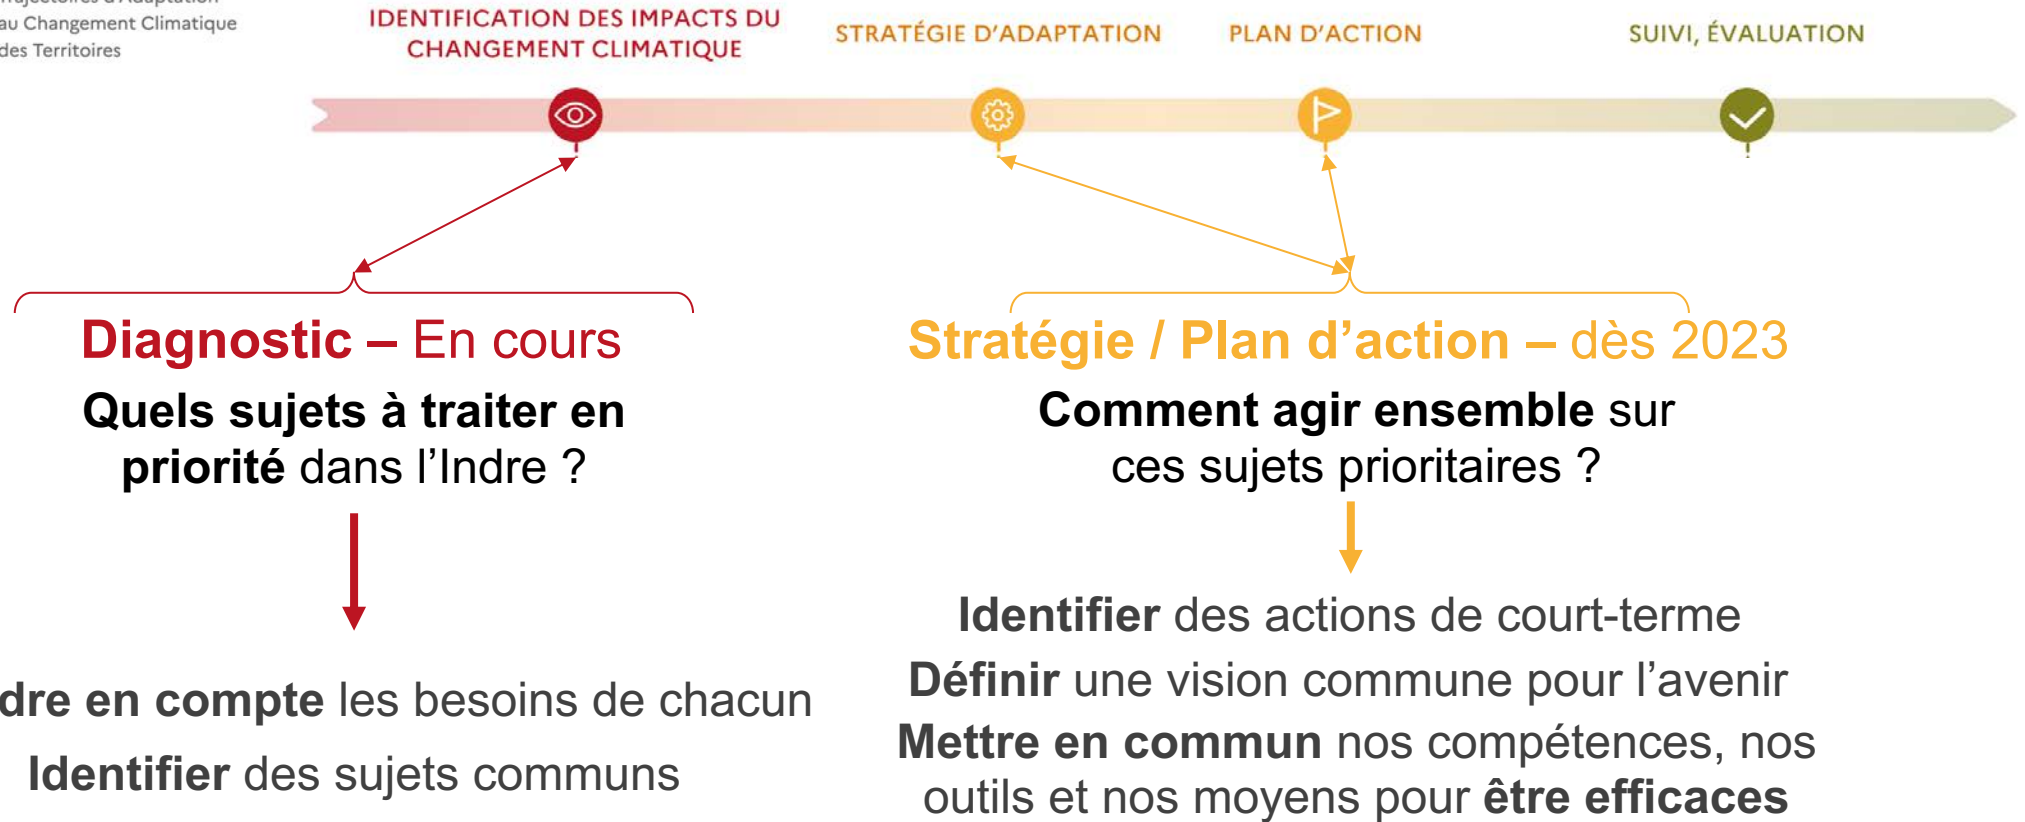 au Changement Climatique
des Territoires
IDENTIFICATION DES IMPACTS DU
CHANGEMENT CLIMATIQUE
STRATÉGIE D’ADAPTATION
PLAN D’ACTION
SUIVI, ÉVALUATION
Diagnostic – En cours
Quels sujets à traiter en
priorité dans l’Indre ?
dre en compte les besoins de chacun
Identifier des sujets communs
Stratégie / Plan d’action – dès 2023
Comment agir ensemble sur
ces sujets prioritaires ?
Identifier des actions de court-terme
Définir une vision commune pour l’avenir
Mettre en commun nos compétences, nos
outils et nos moyens pour être efficaces